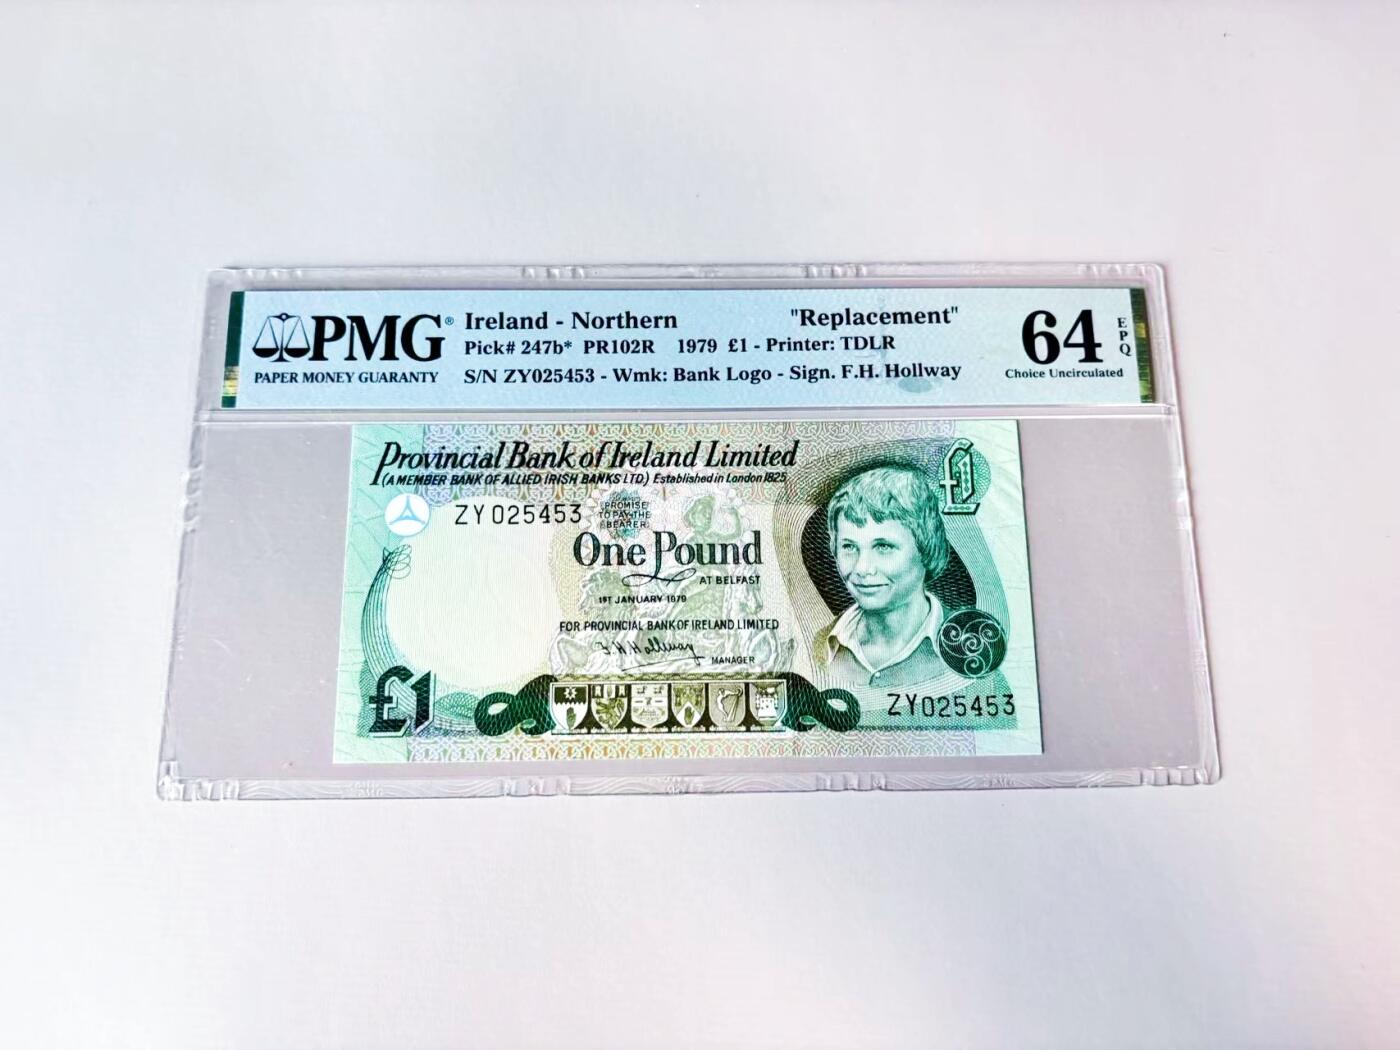 PMG®
PAPER MONEY GUARANTY
Ireland - Northern "Replacement"
Pick# 247b* PR102R 1979 £1 - Printer: TDLR
S/N ZY025453 - Wmk: Bank Logo - Sign. F.H. Hollway
64 EPQ
Choice Uncirculated
Provincial Bank of Ireland Limited
(A MEMBER BANK OF ALLIED IRISH BANKS LTD.) Established in London 1825
£1
ZY025453
PROMISE
TO PAY THE
BEARER
One Pound
AT BELFAST
1ST JANUARY 1979
FOR PROVINCIAL BANK OF IRELAND LIMITED
F.H. Hollway
MANAGER
£1
ZY025453